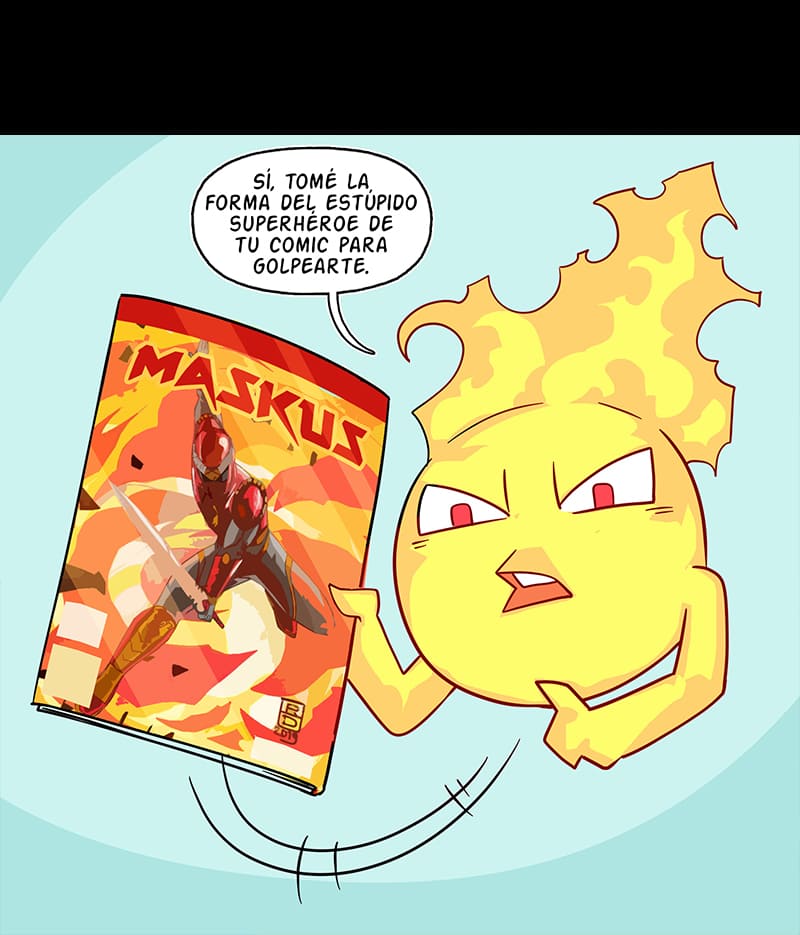 SÍ, TOMÉ LA
FORMA DEL ESTÚPIDO
SUPERHÉROE DE
TU COMIC PARA
GOLPEARTE.
MASKUS